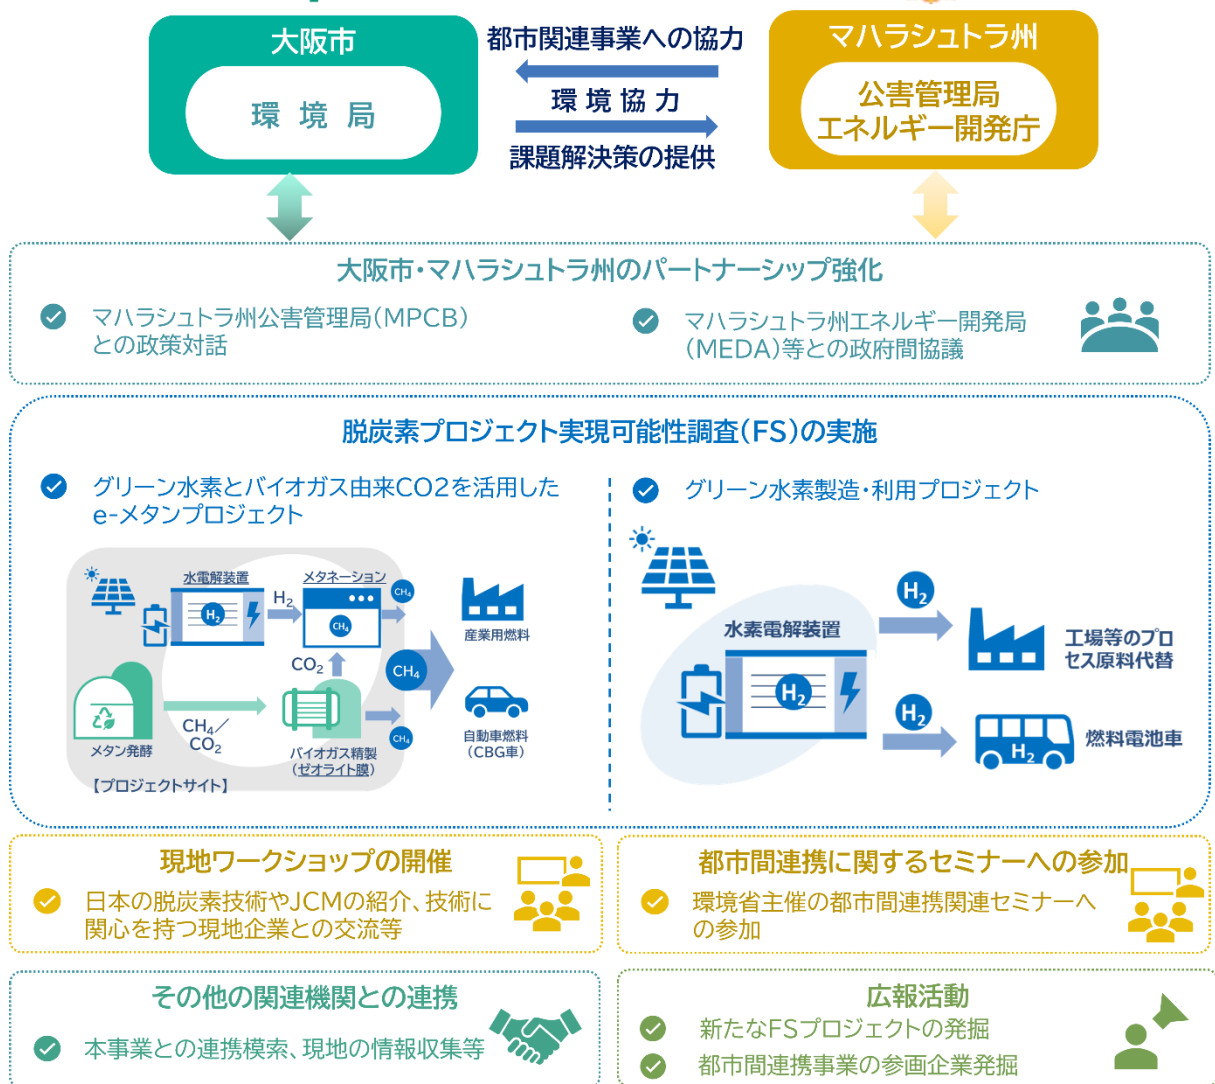 大阪市
環境局
都市関連事業への協力
環境協力
課題解決策の提供
マハラシュトラ州
公害管理局
エネルギー開発庁
大阪市・マハラシュトラ州のパートナーシップ強化
マハラシュトラ州公害管理局(MPCB)
との政策対話
マハラシュトラ州エネルギー開発局
(MEDA)等との政府間協議
脱炭素プロジェクト実現可能性調査(FS)の実施
グリーン水素とバイオガス由来CO2を活用した
e-メタンプロジェクト
水電解装置
H₂
H₂
メタネーション
CH₄
CH₄
産業用燃料
CO₂
CH₄
メタン発酵
CH₄/
CO₂
バイオガス精製
(ゼオライト膜)
CH₄
自動車燃料
(CBG車)
【プロジェクトサイト】
グリーン水素製造・利用プロジェクト
水素電解装置
H₂
H₂
工場等のプロ
セス原料代替
H₂
H₂
燃料電池車
現地ワークショップの開催
日本の脱炭素技術やJCMの紹介、技術に
関心を持つ現地企業との交流等
都市間連携に関するセミナーへの参加
環境省主催の都市間連携関連セミナーへ
の参加
その他の関連機関との連携
本事業との連携模索、現地の情報収集等
広報活動
新たなFSプロジェクトの発掘
都市間連携事業の参画企業発掘